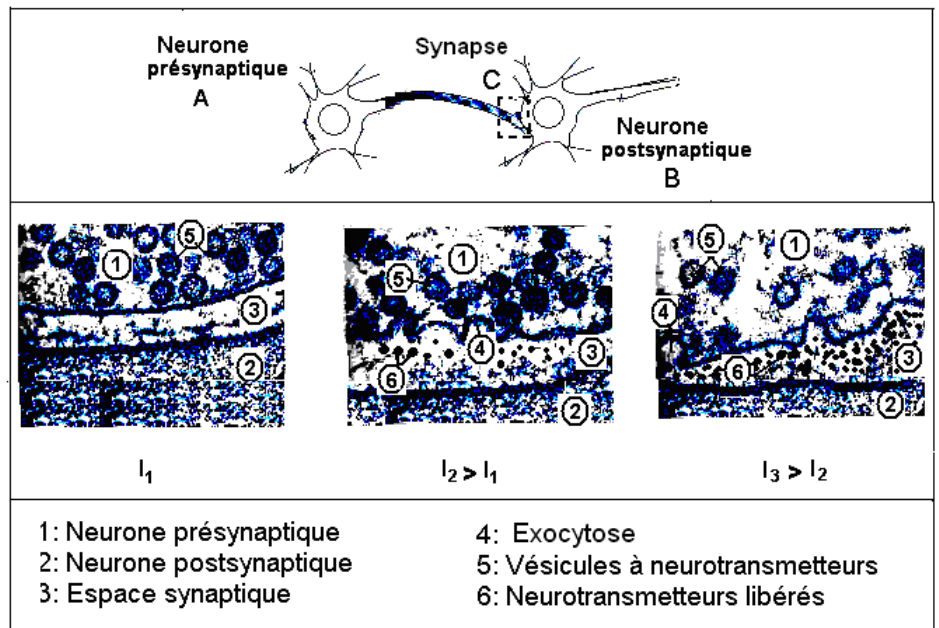 Neurone
présynaptique
A
Synapse
C
Neurone
postsynaptique
B
5
1
3
2
1
5
4
3
6
2
5
1
4
6
3
2
I1
I2 > I1
I3 > I2
1: Neurone présynaptique
2: Neurone postsynaptique
3: Espace synaptique
4: Exocytose
5: Vésicules à neurotransmetteurs
6: Neurotransmetteurs libérés